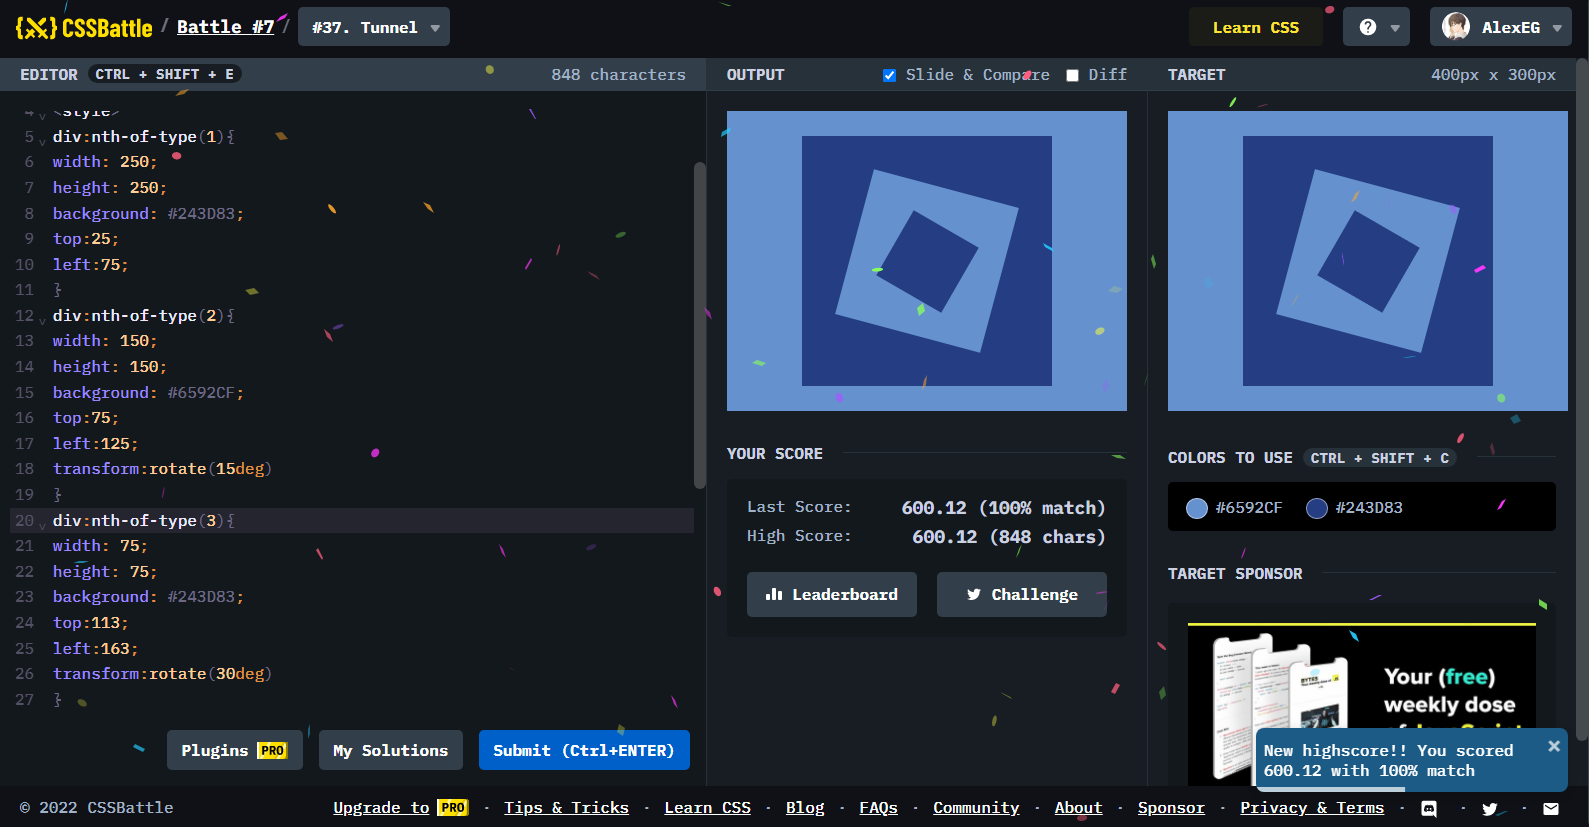 CSSBattle / Battle #7 / #37. Tunnel
Learn CSS
AlexEG
EDITOR CTRL + SHIFT + E 848 characters
OUTPUT Slide & Compare Diff
TARGET 400px x 300px
4 <style>
5 div:nth-of-type(1){
6 width: 250;
7 height: 250;
8 background: #243D83;
9 top:25;
10 left:75;
11 }
12 div:nth-of-type(2){
13 width: 150;
14 height: 150;
15 background: #6592CF;
16 top:75;
17 left:125;
18 transform:rotate(15deg)
19 }
20 div:nth-of-type(3){
21 width: 75;
22 height: 75;
23 background: #243D83;
24 top:113;
25 left:163;
26 transform:rotate(30deg)
27 }
Plugins PRO
My Solutions
Submit (Ctrl+ENTER)
YOUR SCORE
Last Score: 600.12 (100% match)
High Score: 600.12 (848 chars)
Leaderboard
Challenge
COLORS TO USE CTRL + SHIFT + C
#6592CF #243D83
TARGET SPONSOR
BYTES
Your (free)
weekly dose
of JavaScript
New highscore!! You scored
600.12 with 100% match
© 2022 CSSBattle
Upgrade to PRO · Tips & Tricks · Learn CSS · Blog · FAQs · Community · About · Sponsor · Privacy & Terms · · ·